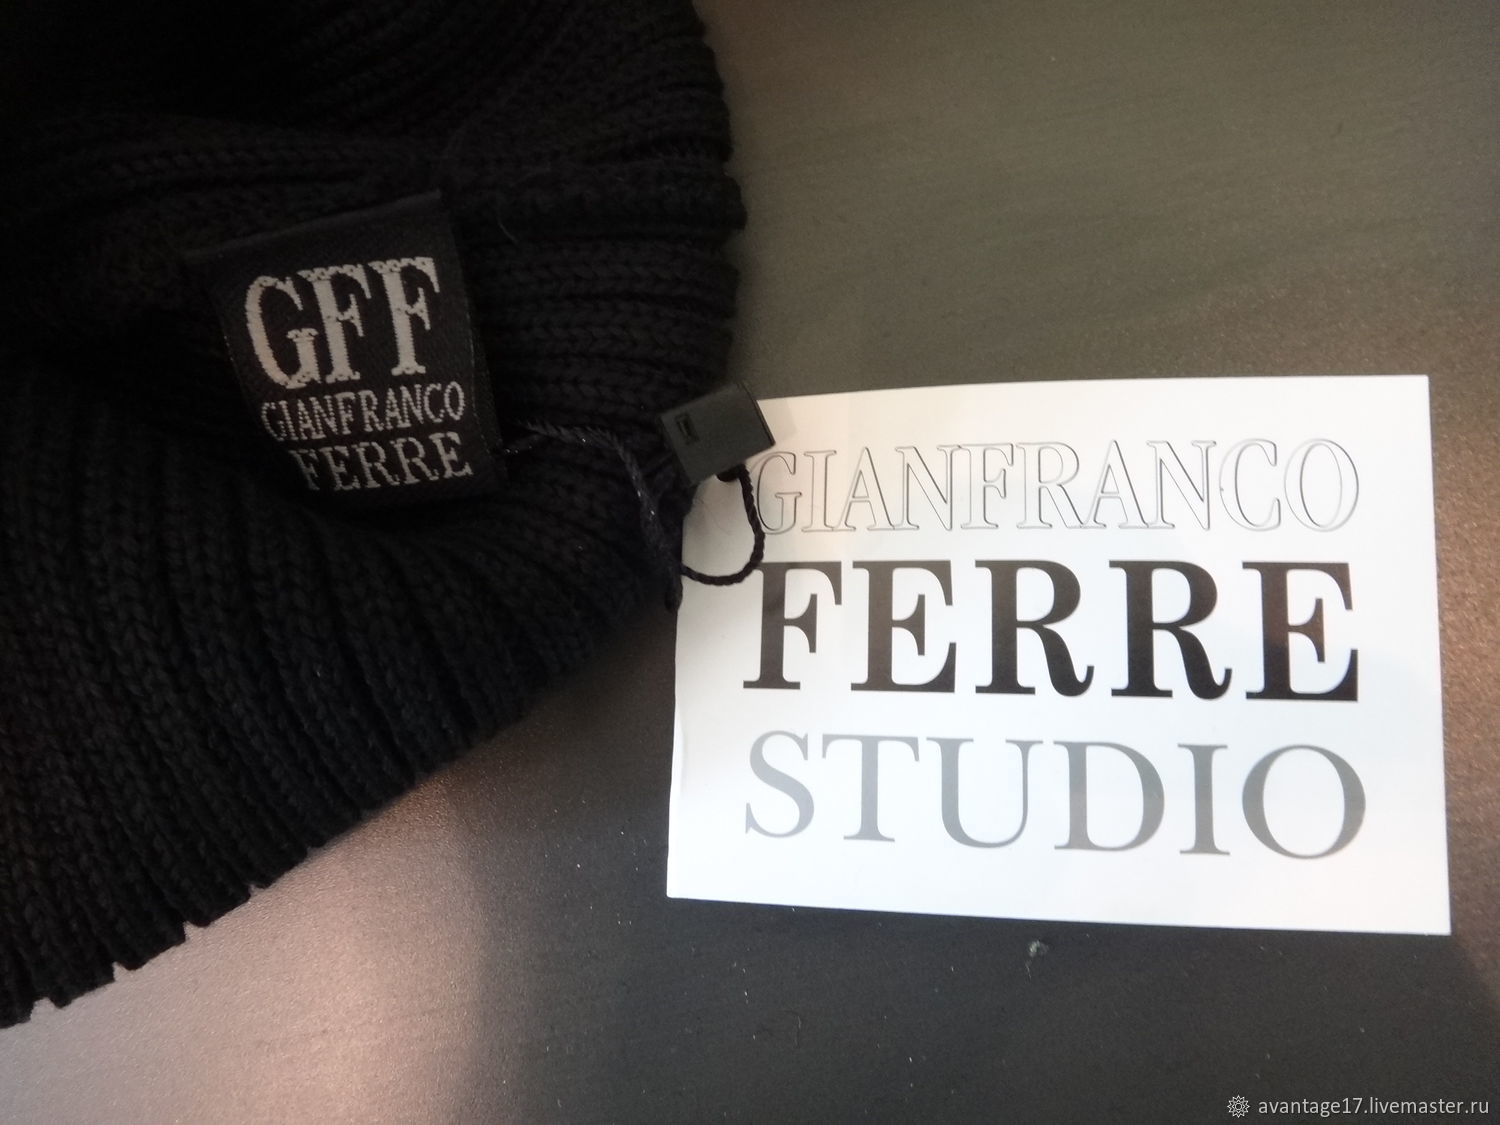 GFF
GIANFRANCO
FERRE
GIANFRANCO
FERRE
STUDIO
avantage17.livemaster.ru